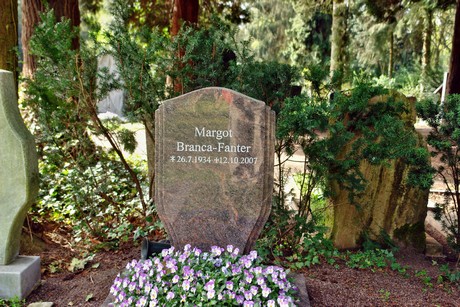 Margot
Branca-Fanter
*26.7.1934 +12.10.2007